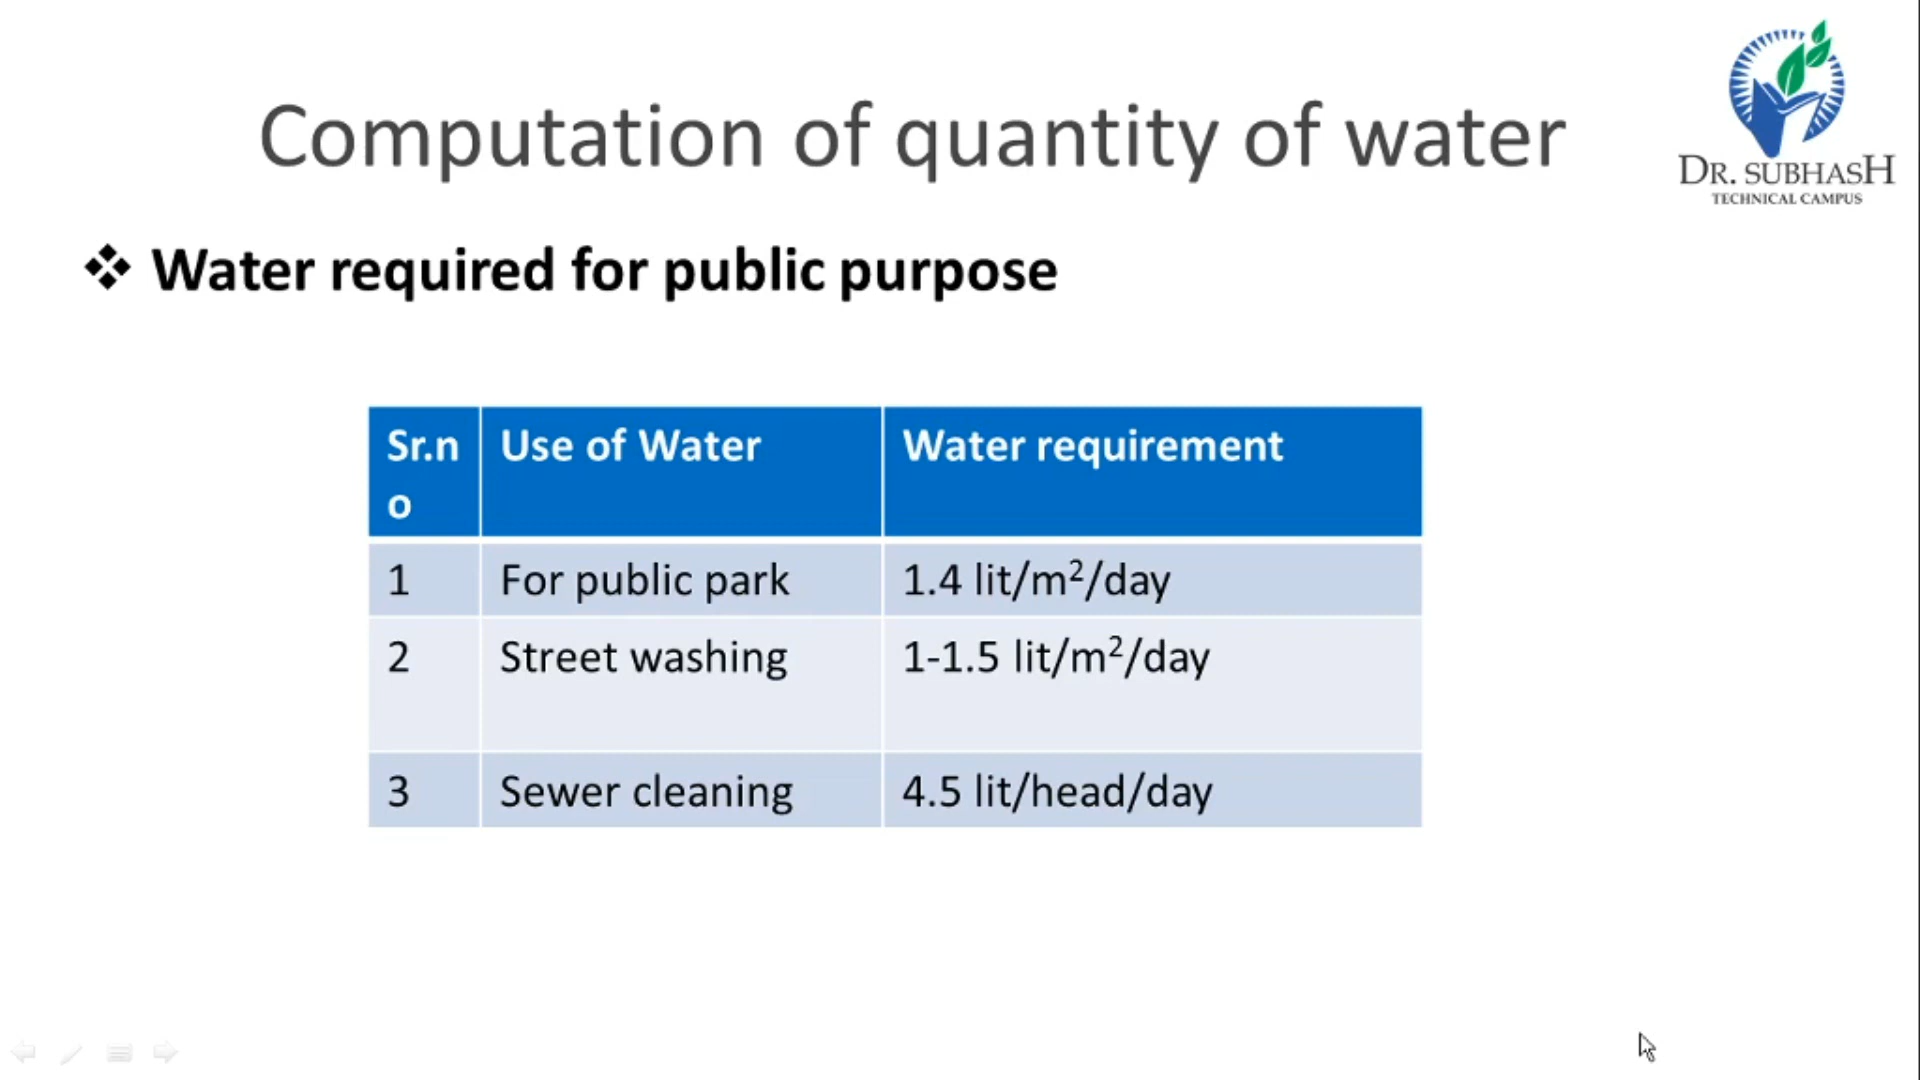 Computation of quantity of water
DR. SUBHASH
TECHNICAL CAMPUS
❖ Water required for public purpose
Sr.n
o
Use of Water
Water requirement
1
For public park
1.4 lit/m²/day
2
Street washing
1-1.5 lit/m²/day
3
Sewer cleaning
4.5 lit/head/day